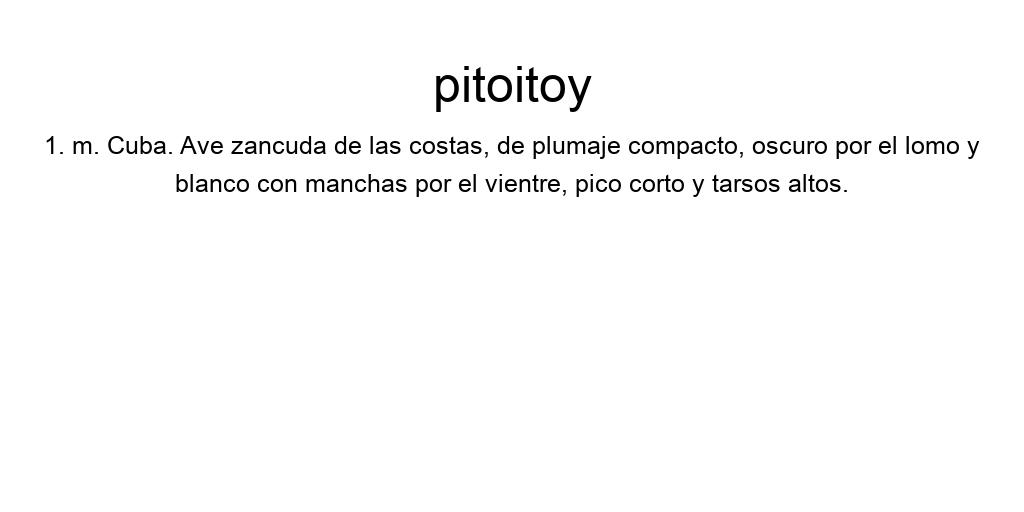 pitoitoy
1. m. Cuba. Ave zancuda de las costas, de plumaje compacto, oscuro por el lomo y
blanco con manchas por el vientre, pico corto y tarsos altos.